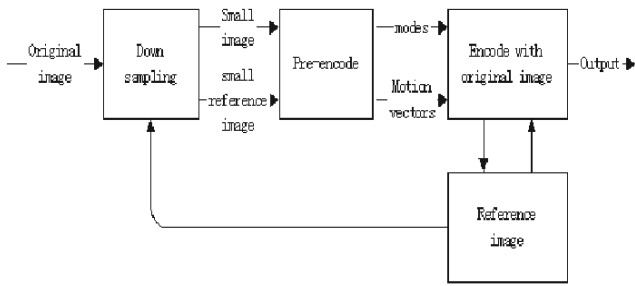 Original
image
Down
sampling
Small
image
small
reference
image
Pre-encode
modes
Motion
vectors
Encode with
original image
Output
Reference
image